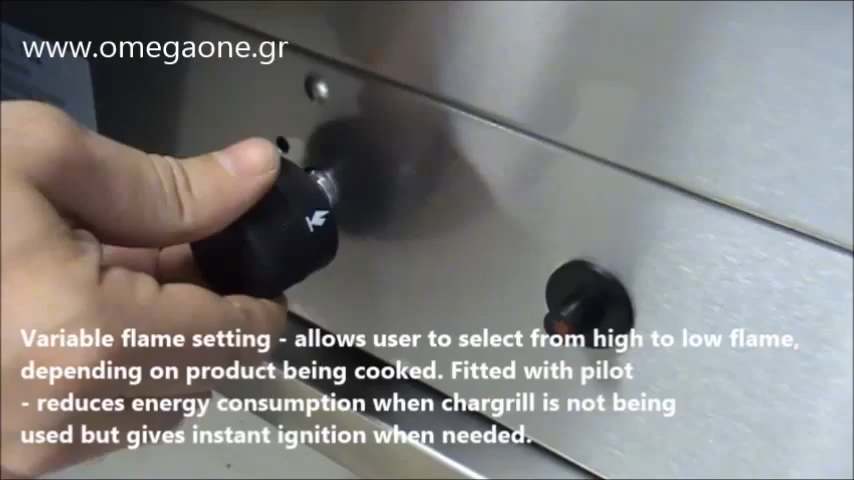 www.omegaone.gr
Variable flame setting - allows user to select from high to low flame,
depending on product being cooked. Fitted with pilot
- reduces energy consumption when chargrill is not being
used but gives instant ignition when needed.